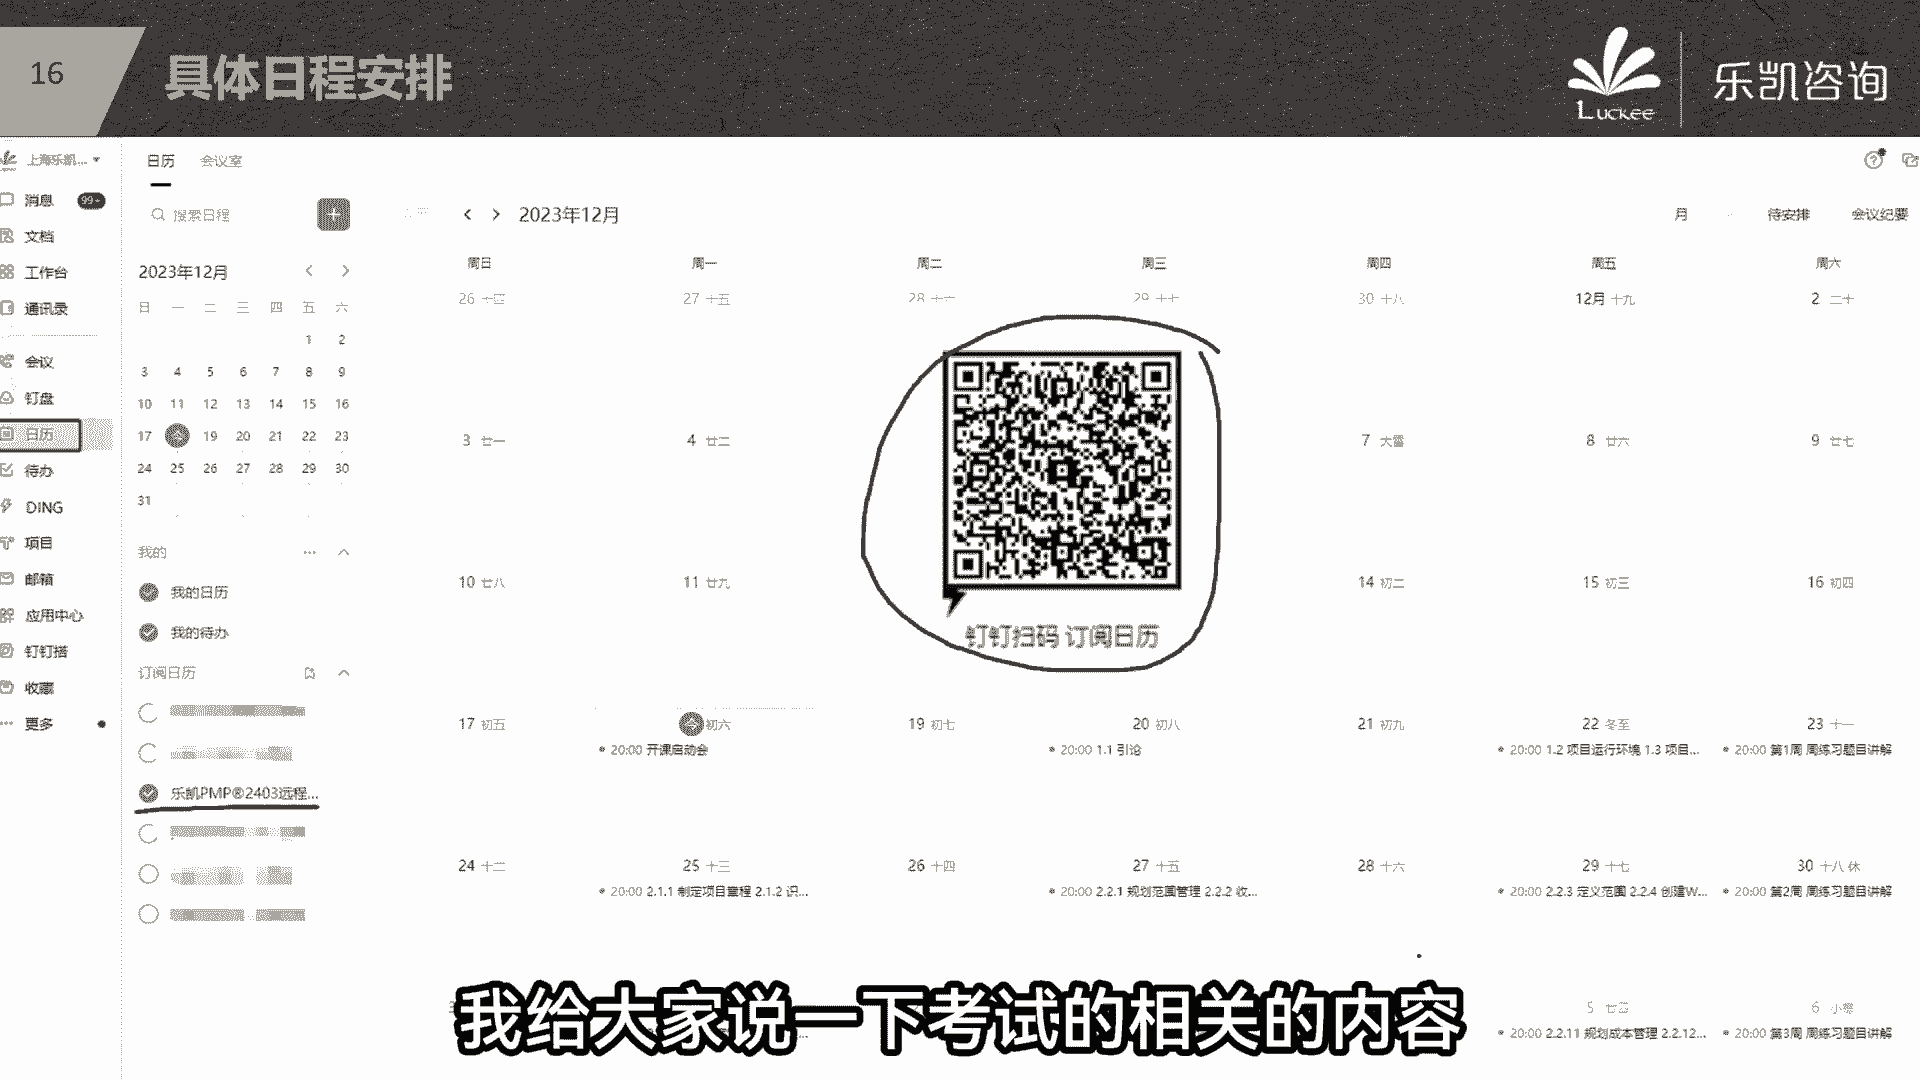 16
具体日程安排
Luckee
乐凯咨询
上海乐凯...
消息 99+
文档
工作台
通讯录
会议
钉盘
日历
待办
DING
项目
邮箱
应用中心
钉钉搭
收藏
更多
日历 会议室
搜索日程
2023年12月
日 一 二 三 四 五 六
1 2
3 4 5 6 7 8 9
10 11 12 13 14 15 16
17 今 19 20 21 22 23
24 25 26 27 28 29 30
31
我的
我的日历
我的待办
订阅日历
乐凯PMP®2403远程...
2023年12月
月 待安排 会议纪要
周日 周一 周二 周三 周四 周五 周六
26 十四 27 十五 28 十六 29 十七 30 十八 12月 十九 2 二十
3 廿一 4 廿二 7 大雪 8 廿六 9 廿七
10 廿八 11 廿九 14 初二 15 初三 16 初四
钉钉扫码 订阅日历
17 初五 今 初六 19 初七 20 初八 21 初九 22 冬至 23 十一
20:00 开课启动会 20:00 1.1 引论 20:00 1.2 项目运行环境 1.3 项目... 20:00 第1周 周练习题目讲解
24 十二 25 十三 26 十四 27 十五 28 十六 29 十七 30 十八 休
20:00 2.1.1 制定项目章程 2.1.2 识... 20:00 2.2.1 规划范围管理 2.2.2 收... 20:00 2.2.3 定义范围 2.2.4 创建W... 20:00 第2周 周练习题目讲解
5 6 小寒
20:00 2.2.11 规划成本管理 2.2.12... 20:00 第3周 周练习题目讲解
我给大家说一下考试的相关的内容